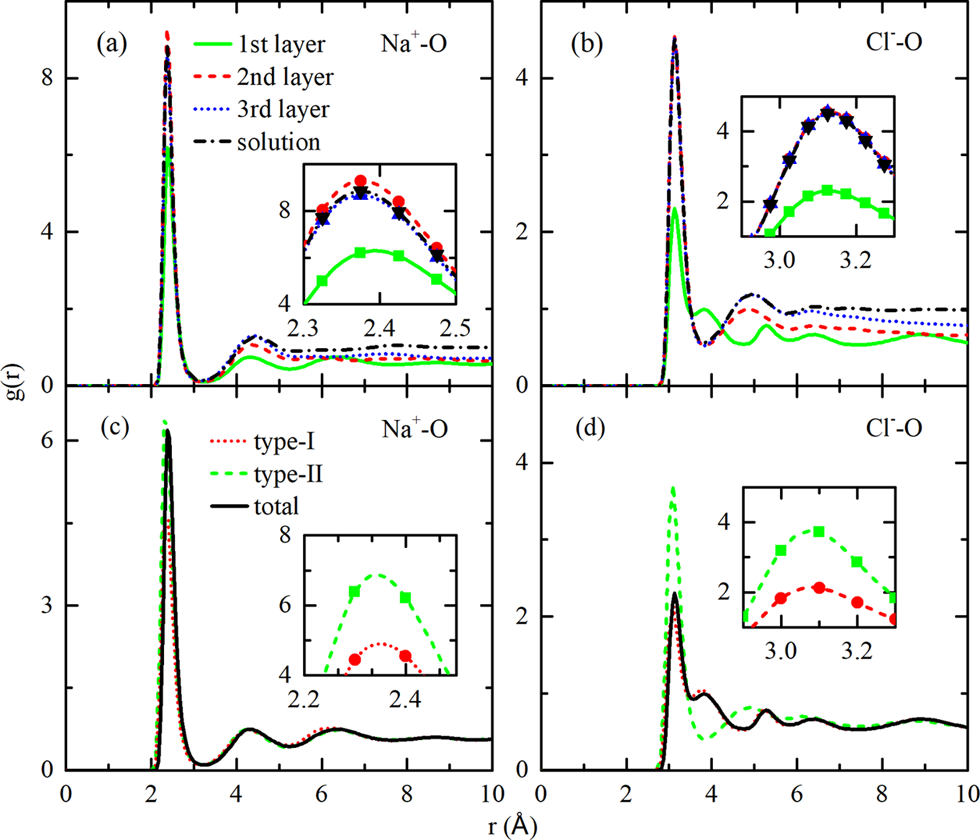 (a) Na⁺-O
1st layer
2nd layer
3rd layer
solution
8
4
0
8
4
2.3 2.4 2.5
(b) Cl⁻-O
4
2
0
4
2
3.0 3.2
g(r)
(c) Na⁺-O
type-I
type-II
total
6
3
0
8
6
4
2.2 2.4
0 2 4 6 8 10
(d) Cl⁻-O
4
2
0
4
2
3.0 3.2
0 2 4 6 8 10
r (Å)